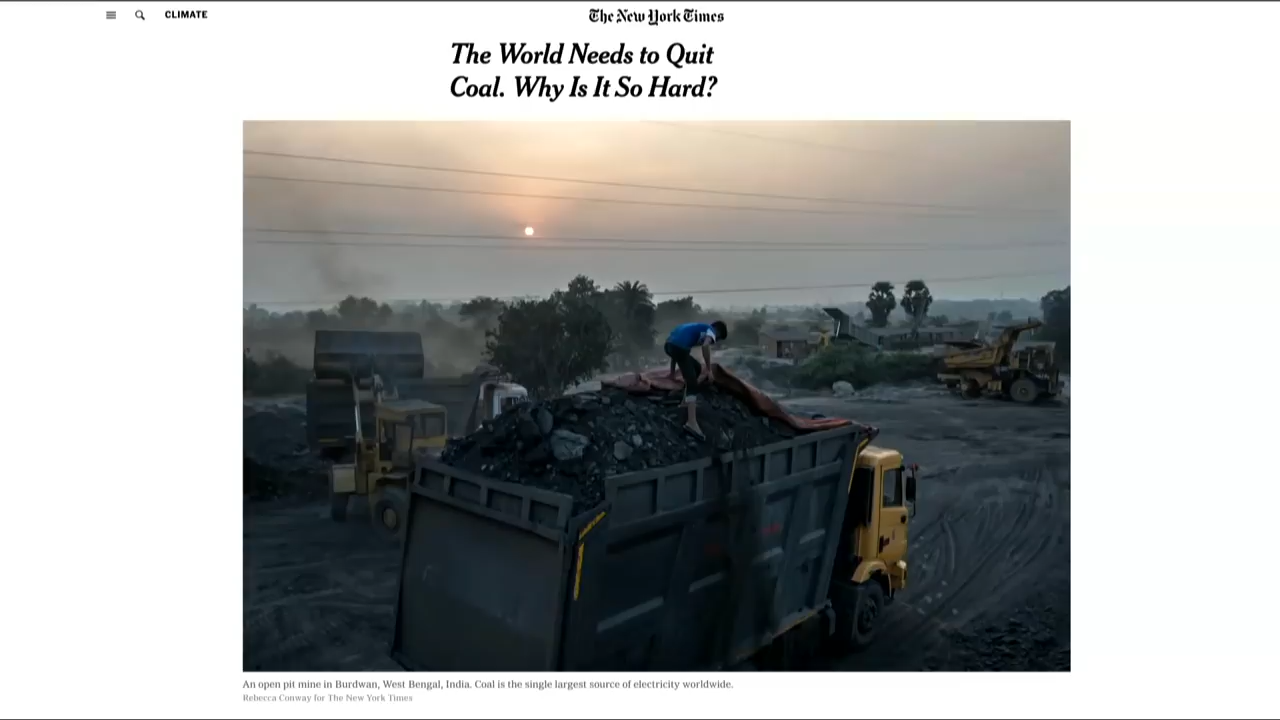 CLIMATE
The New York Times
The World Needs to Quit
Coal. Why Is It So Hard?
An open pit mine in Burdwan, West Bengal, India. Coal is the single largest source of electricity worldwide.
Rebecca Conway for The New York Times